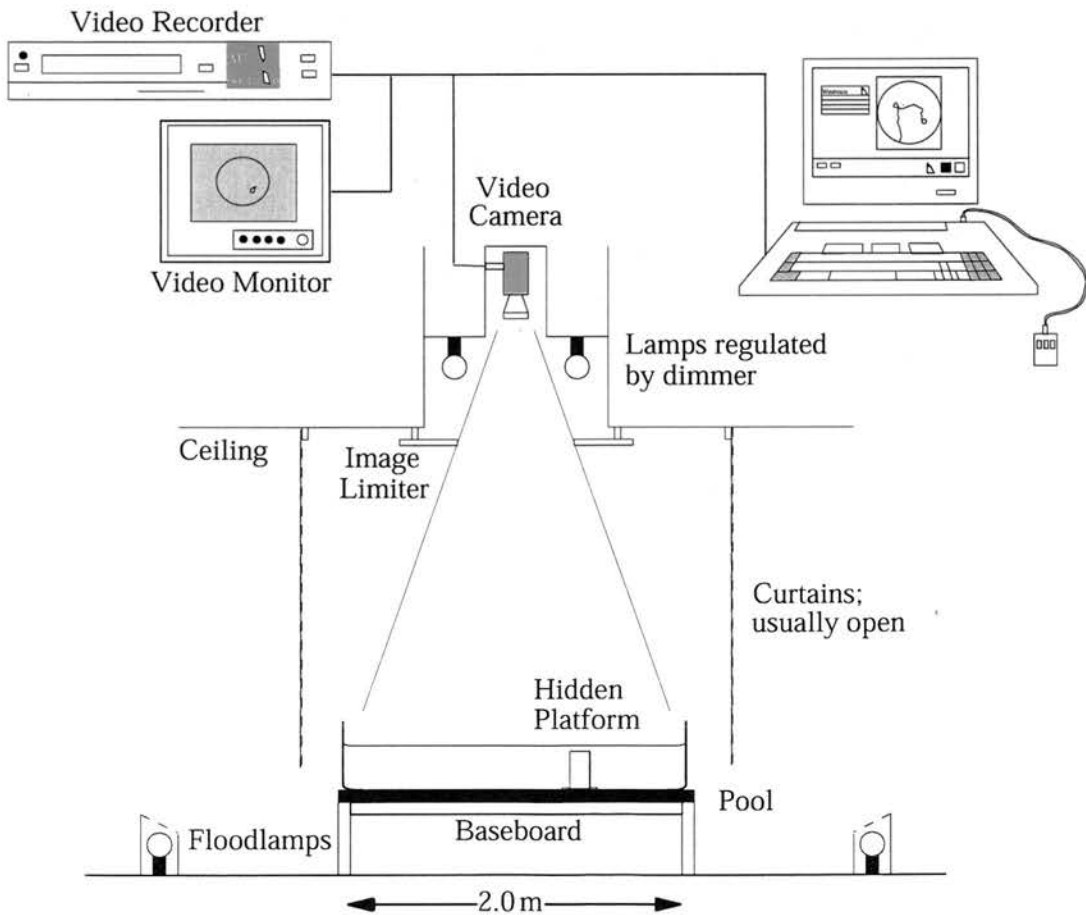 Video Recorder
Video Monitor
Video
Camera
Lamps regulated
by dimmer
Ceiling
Image
Limiter
Curtains;
usually open
Hidden
Platform
Pool
Floodlamps
Baseboard
2.0 m